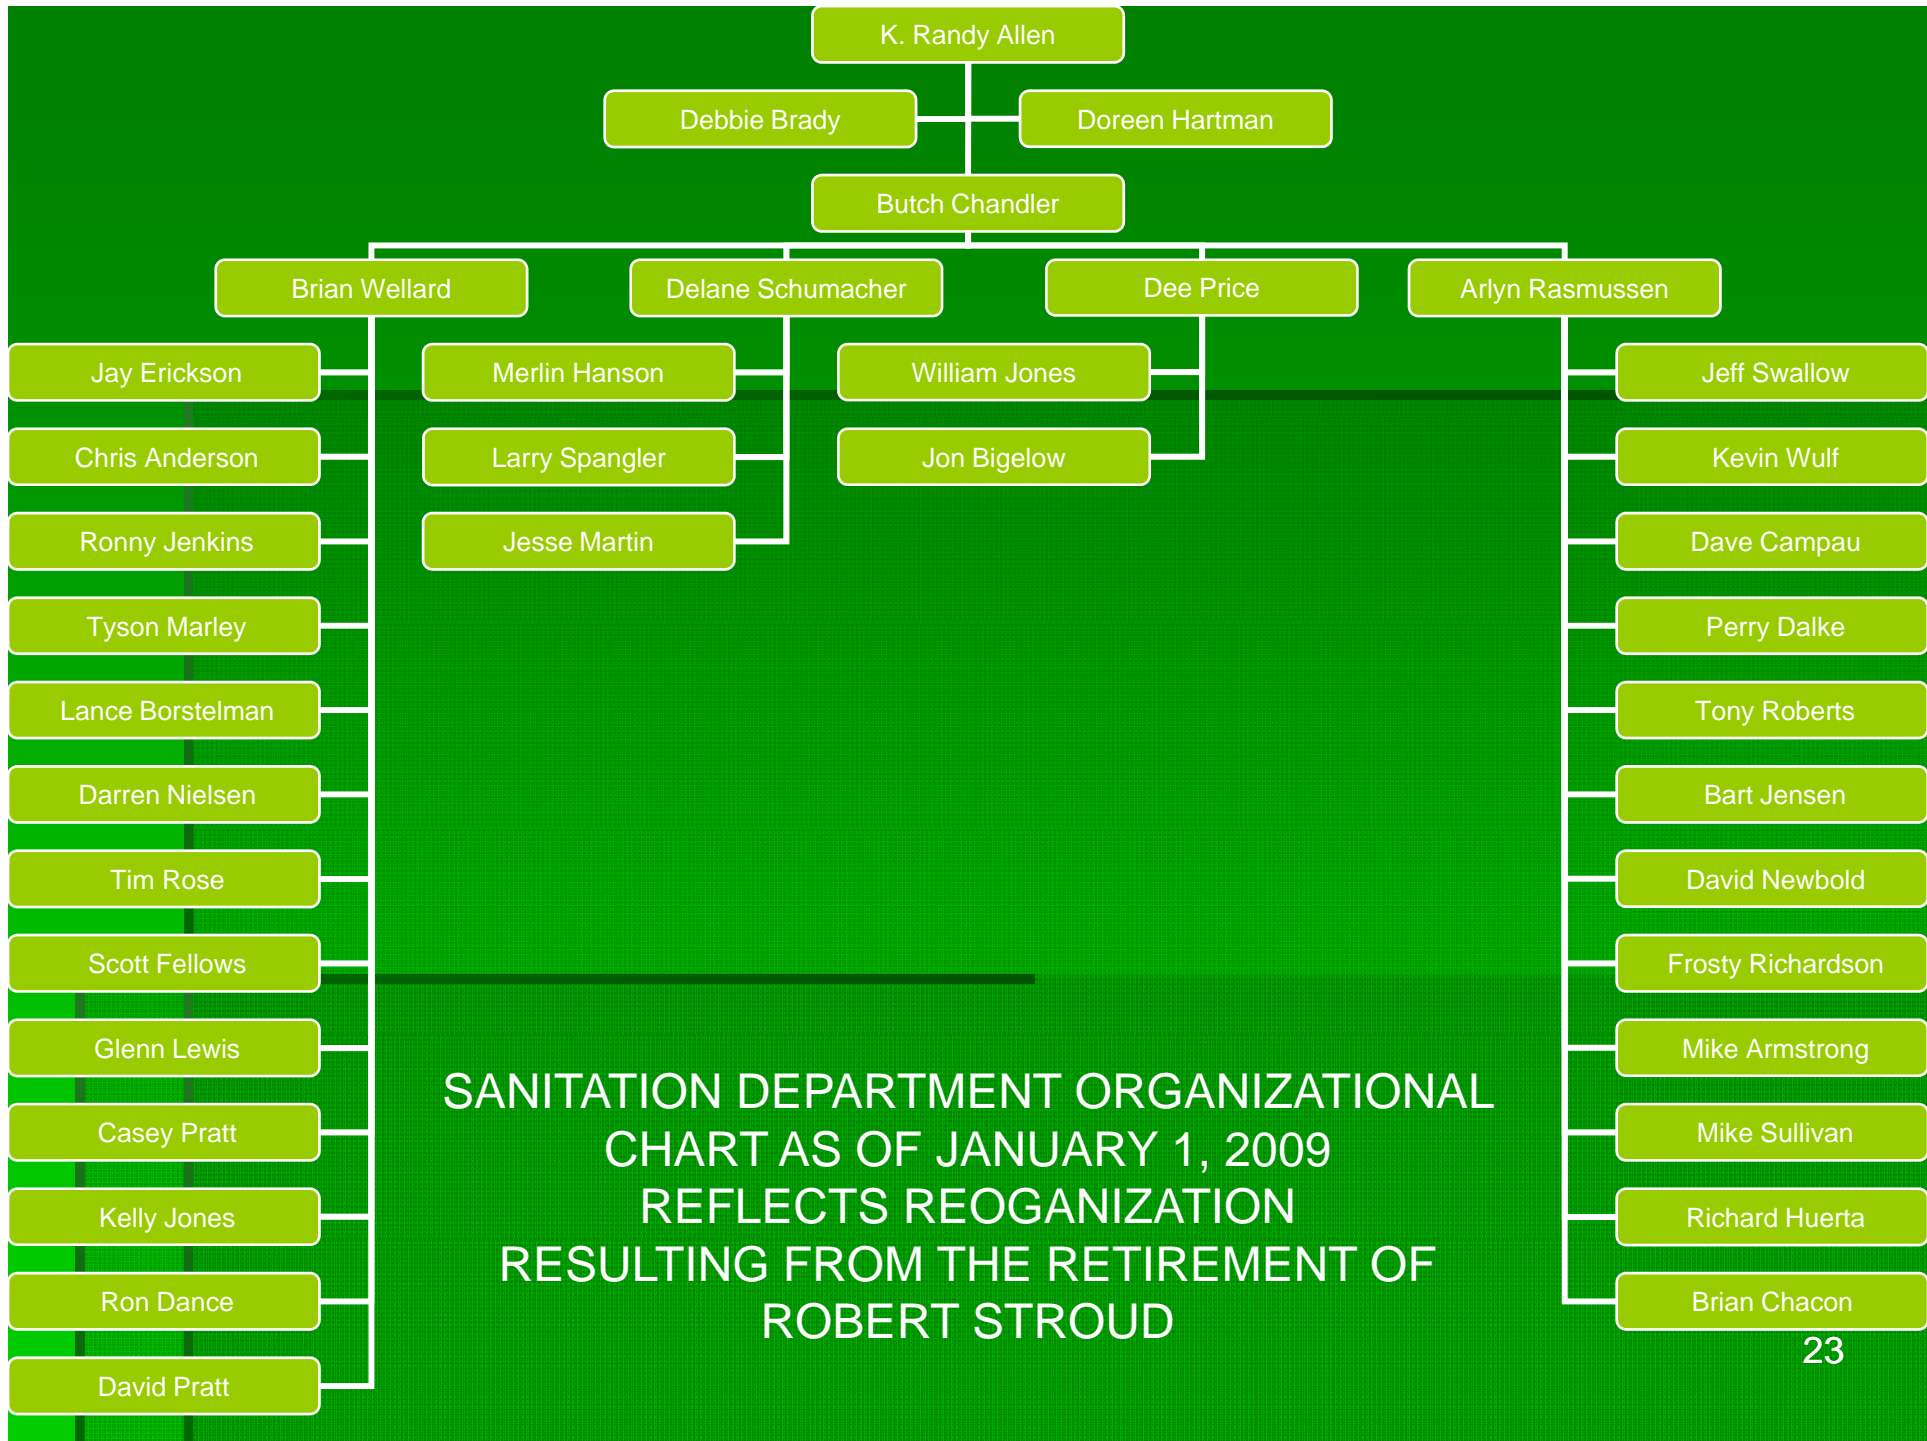 K. Randy Allen
Debbie Brady
Doreen Hartman
Butch Chandler
Brian Wellard
Delane Schumacher
Dee Price
Arlyn Rasmussen
Jay Erickson
Chris Anderson
Ronny Jenkins
Tyson Marley
Lance Borstelman
Darren Nielsen
Tim Rose
Scott Fellows
Glenn Lewis
Casey Pratt
Kelly Jones
Ron Dance
David Pratt
Merlin Hanson
Larry Spangler
Jesse Martin
William Jones
Jon Bigelow
Jeff Swallow
Kevin Wulf
Dave Campau
Perry Dalke
Tony Roberts
Bart Jensen
David Newbold
Frosty Richardson
Mike Armstrong
Mike Sullivan
Richard Huerta
Brian Chacon
SANITATION DEPARTMENT ORGANIZATIONAL
CHART AS OF JANUARY 1, 2009
REFLECTS REOGANIZATION
RESULTING FROM THE RETIREMENT OF
ROBERT STROUD
23